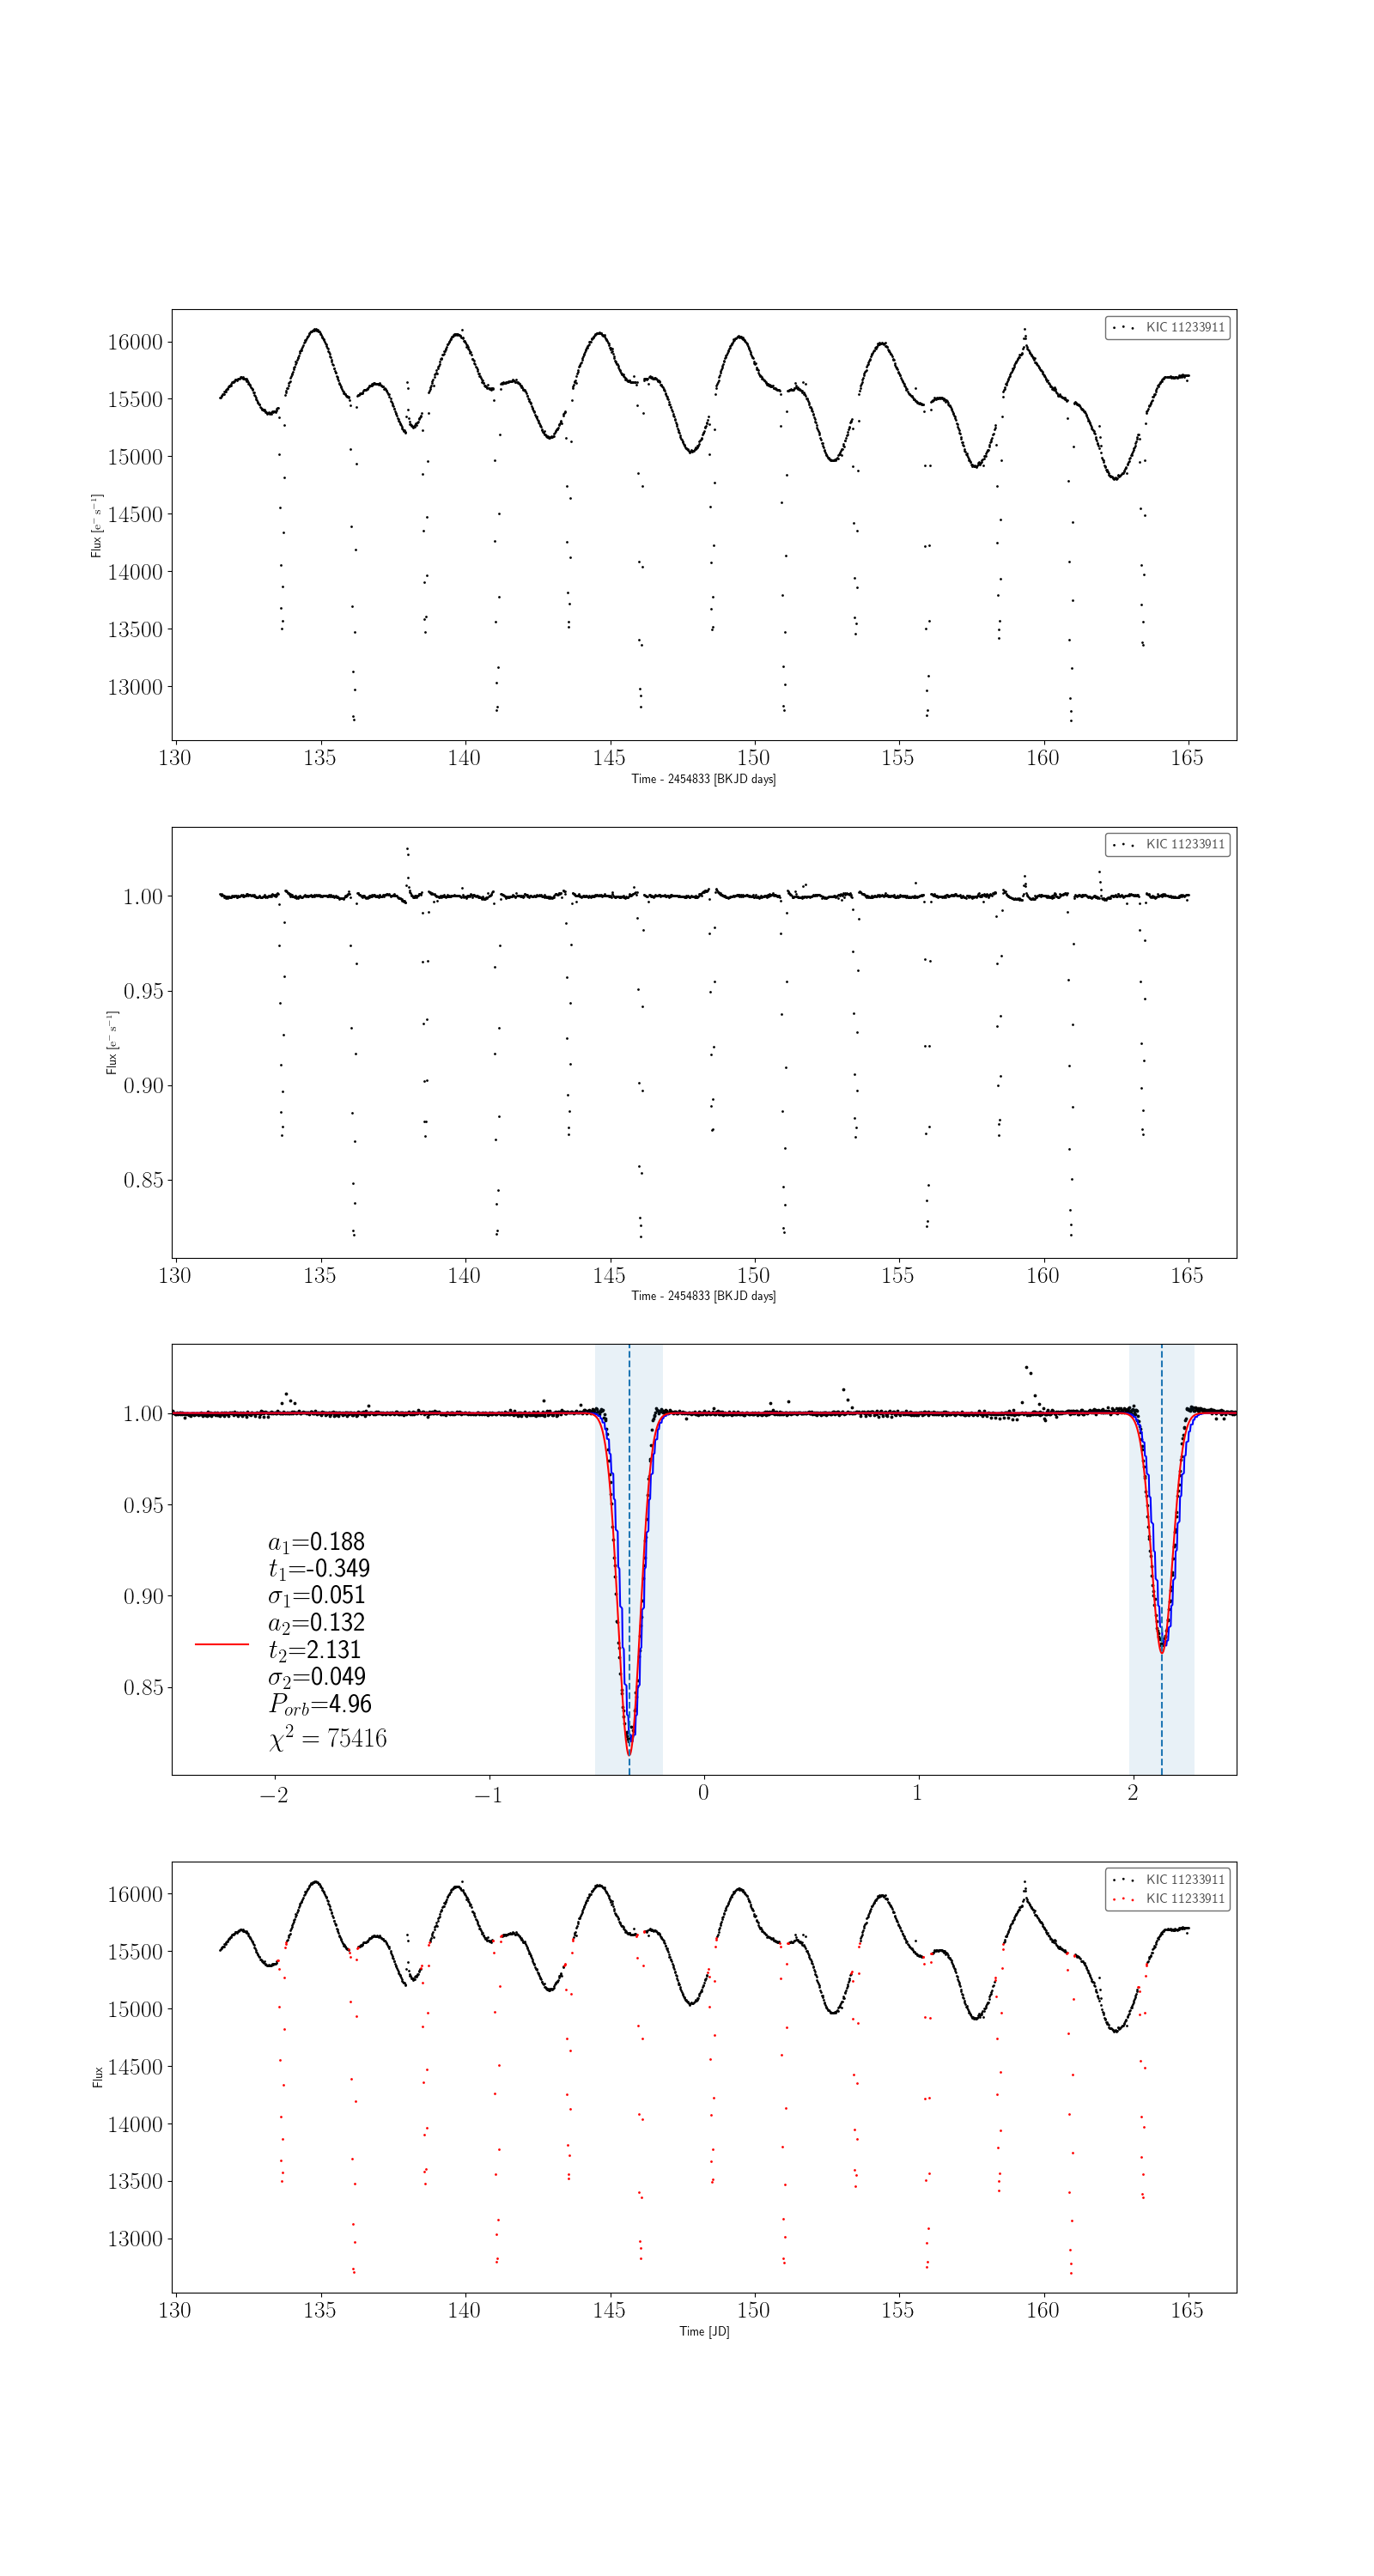 KIC 11233911
16000
15500
15000
14500
14000
13500
13000
Flux [e⁻ s⁻¹]
130 135 140 145 150 155 160 165
Time - 2454833 [BKJD days]
KIC 11233911
1.00
0.95
0.90
0.85
Flux [e⁻ s⁻¹]
130 135 140 145 150 155 160 165
Time - 2454833 [BKJD days]
1.00
0.95
0.90
0.85
a₁=0.188
t₁=-0.349
σ₁=0.051
a₂=0.132
t₂=2.131
σ₂=0.049
P_orb=4.96
χ² = 75416
−2 −1 0 1 2
KIC 11233911
KIC 11233911
16000
15500
15000
14500
14000
13500
13000
Flux
130 135 140 145 150 155 160 165
Time [JD]